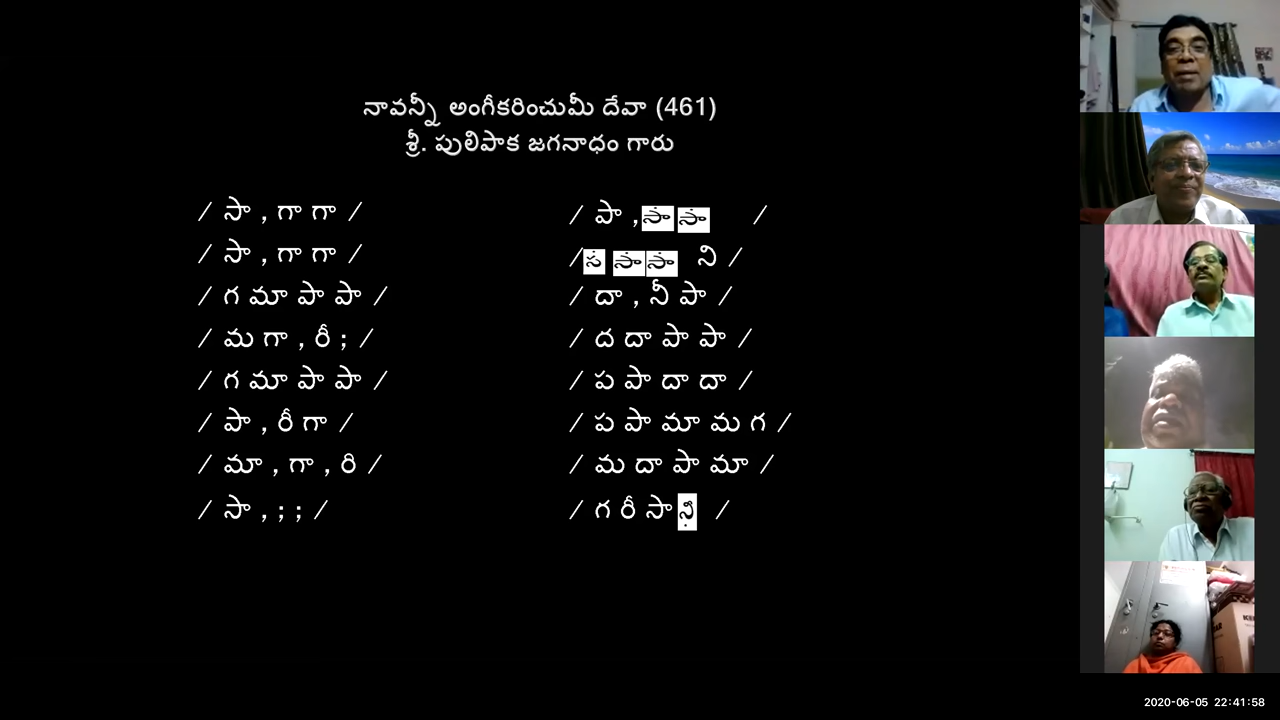 నావన్నీ అంగీకరించుమీ దేవా (461)
శ్రీ. పులిపాక జగనాధం గారు
/ సా , గా గా /
/ సా , గా గా /
/ గ మా పా పా /
/ మ గా , రీ ; /
/ గ మా పా పా /
/ పా , రీ గా /
/ మా , గా , రి /
/ సా , ; ; /
/ పా , సా̇ సా̇ /
/ స̇ సా̇ సా̇ ని /
/ దా , నీ పా /
/ ద దా పా పా /
/ ప పా దా దా /
/ ప పా మా మ గ /
/ మ దా పా మా /
/ గ రీ సా ని̣ /
2020-06-05 22:41:58